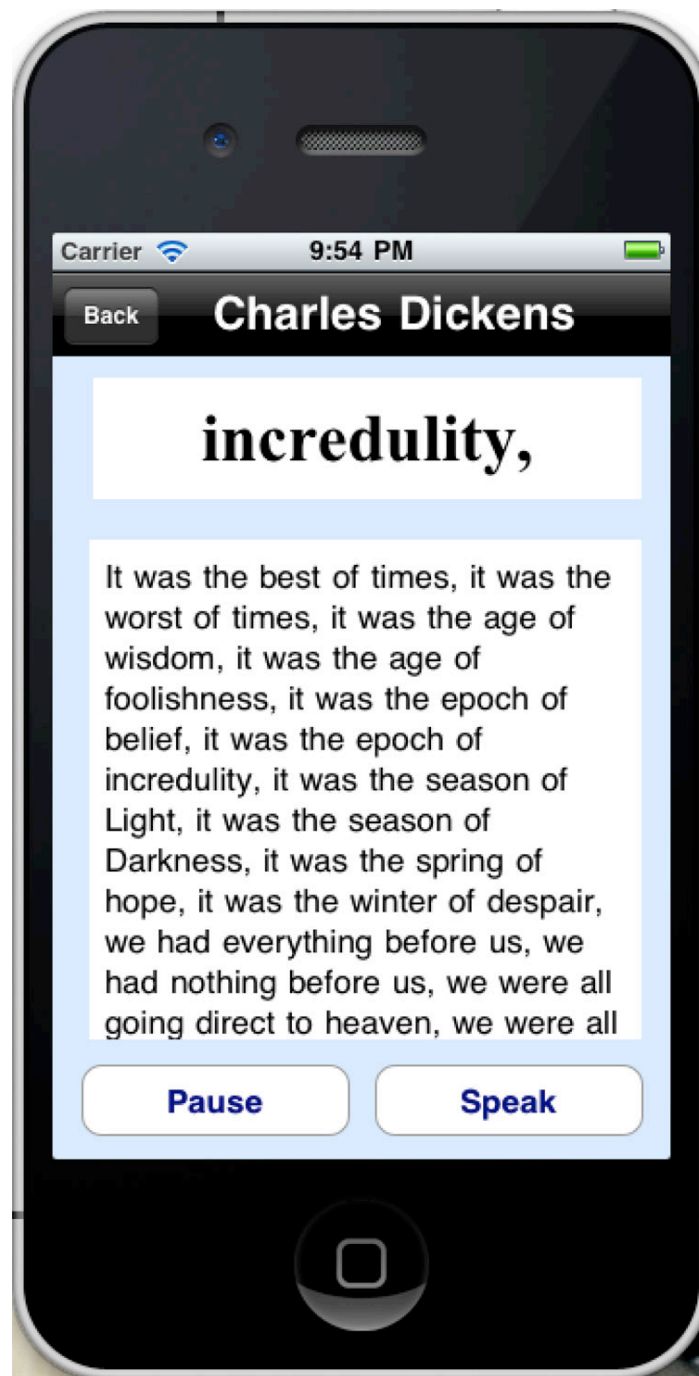 Carrier 9:54 PM
Back Charles Dickens
incredulity,
It was the best of times, it was the
worst of times, it was the age of
wisdom, it was the age of
foolishness, it was the epoch of
belief, it was the epoch of
incredulity, it was the season of
Light, it was the season of
Darkness, it was the spring of
hope, it was the winter of despair,
we had everything before us, we
had nothing before us, we were all
going direct to heaven, we were all
Pause Speak